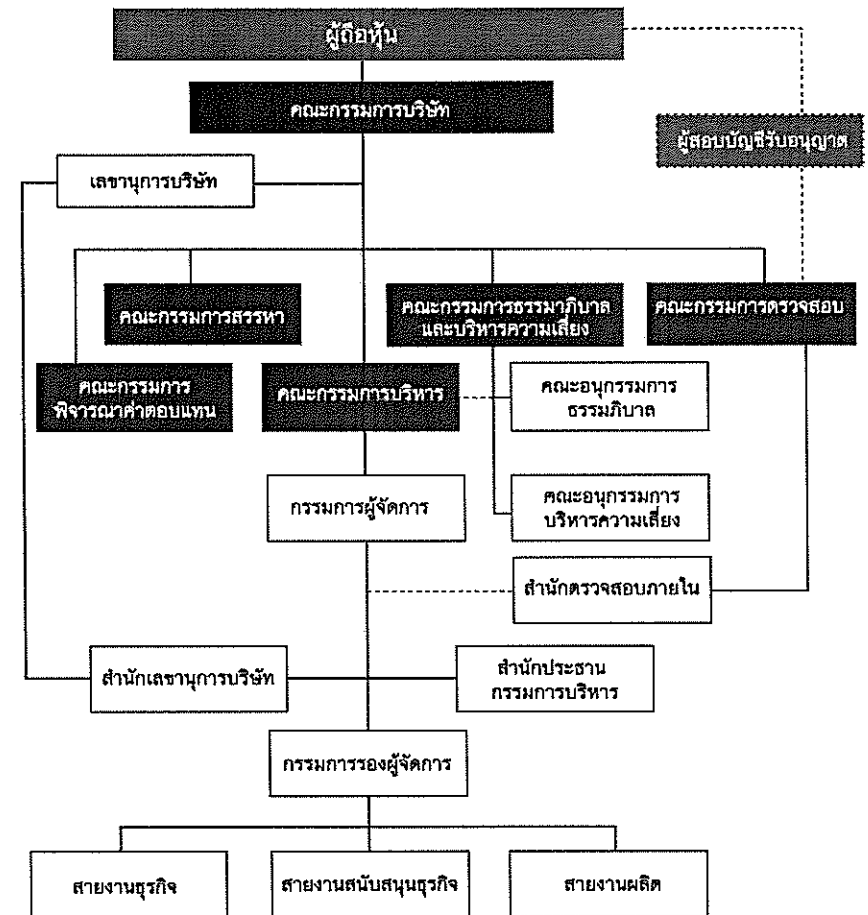 ผู้ถือหุ้น
คณะกรรมการบริษัท
ผู้สอบบัญชีรับอนุญาต
เลขานุการบริษัท
คณะกรรมการสรรหา
คณะกรรมการธรรมาภิบาล
และบริหารความเสี่ยง
คณะกรรมการตรวจสอบ
คณะกรรมการ
พิจารณาค่าตอบแทน
คณะกรรมการบริหาร
คณะอนุกรรมการ
ธรรมภิบาล
กรรมการผู้จัดการ
คณะอนุกรรมการ
บริหารความเสี่ยง
สำนักตรวจสอบภายใน
สำนักเลขานุการบริษัท
สำนักประธาน
กรรมการบริหาร
กรรมการรองผู้จัดการ
สายงานธุรกิจ
สายงานสนับสนุนธุรกิจ
สายงานผลิต